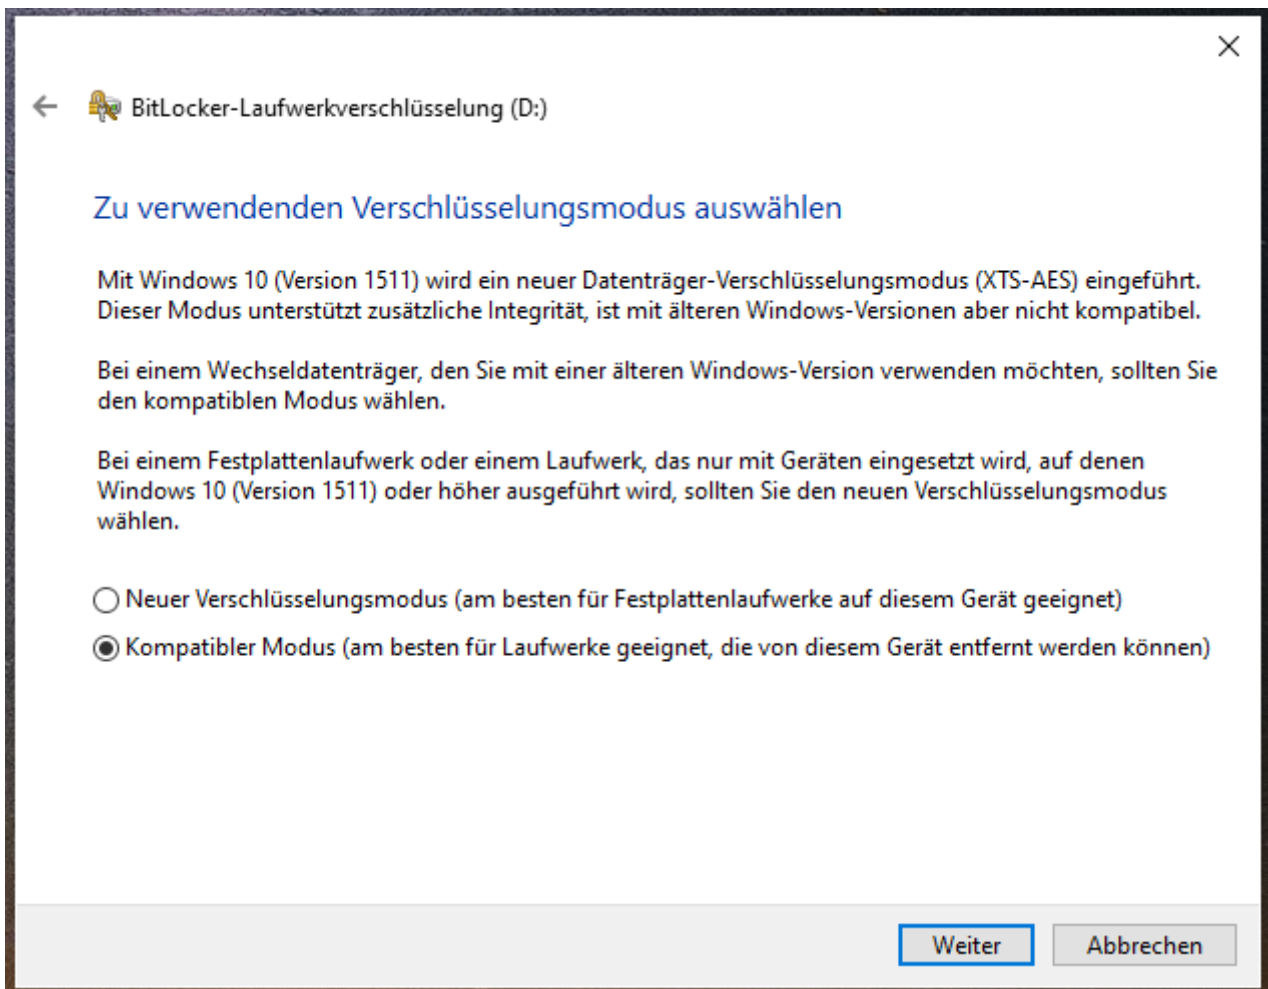 BitLocker-Laufwerkverschlüsselung (D:)
Zu verwendenden Verschlüsselungsmodus auswählen
Mit Windows 10 (Version 1511) wird ein neuer Datenträger-Verschlüsselungsmodus (XTS-AES) eingeführt.
Dieser Modus unterstützt zusätzliche Integrität, ist mit älteren Windows-Versionen aber nicht kompatibel.
Bei einem Wechseldatenträger, den Sie mit einer älteren Windows-Version verwenden möchten, sollten Sie
den kompatiblen Modus wählen.
Bei einem Festplattenlaufwerk oder einem Laufwerk, das nur mit Geräten eingesetzt wird, auf denen
Windows 10 (Version 1511) oder höher ausgeführt wird, sollten Sie den neuen Verschlüsselungsmodus
wählen.
Neuer Verschlüsselungsmodus (am besten für Festplattenlaufwerke auf diesem Gerät geeignet)
Kompatibler Modus (am besten für Laufwerke geeignet, die von diesem Gerät entfernt werden können)
Weiter
Abbrechen